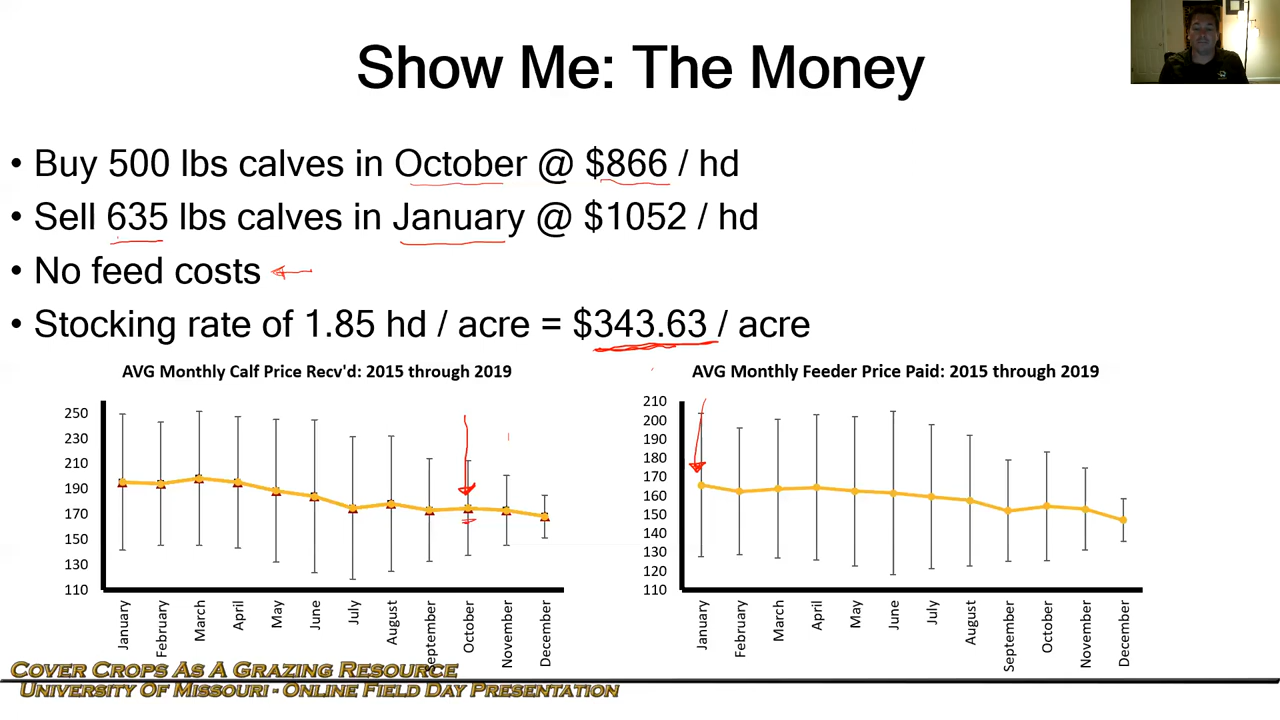 Show Me: The Money
• Buy 500 lbs calves in October @ $866 / hd
• Sell 635 lbs calves in January @ $1052 / hd
• No feed costs
• Stocking rate of 1.85 hd / acre = $343.63 / acre
AVG Monthly Calf Price Recv'd: 2015 through 2019
250
230
210
190
170
150
130
110
January
February
March
April
May
June
July
August
September
October
November
December
AVG Monthly Feeder Price Paid: 2015 through 2019
210
200
190
180
170
160
150
140
130
120
110
January
February
March
April
May
June
July
August
September
October
November
December
Cover Crops As A Grazing Resource
University Of Missouri - Online Field Day Presentation